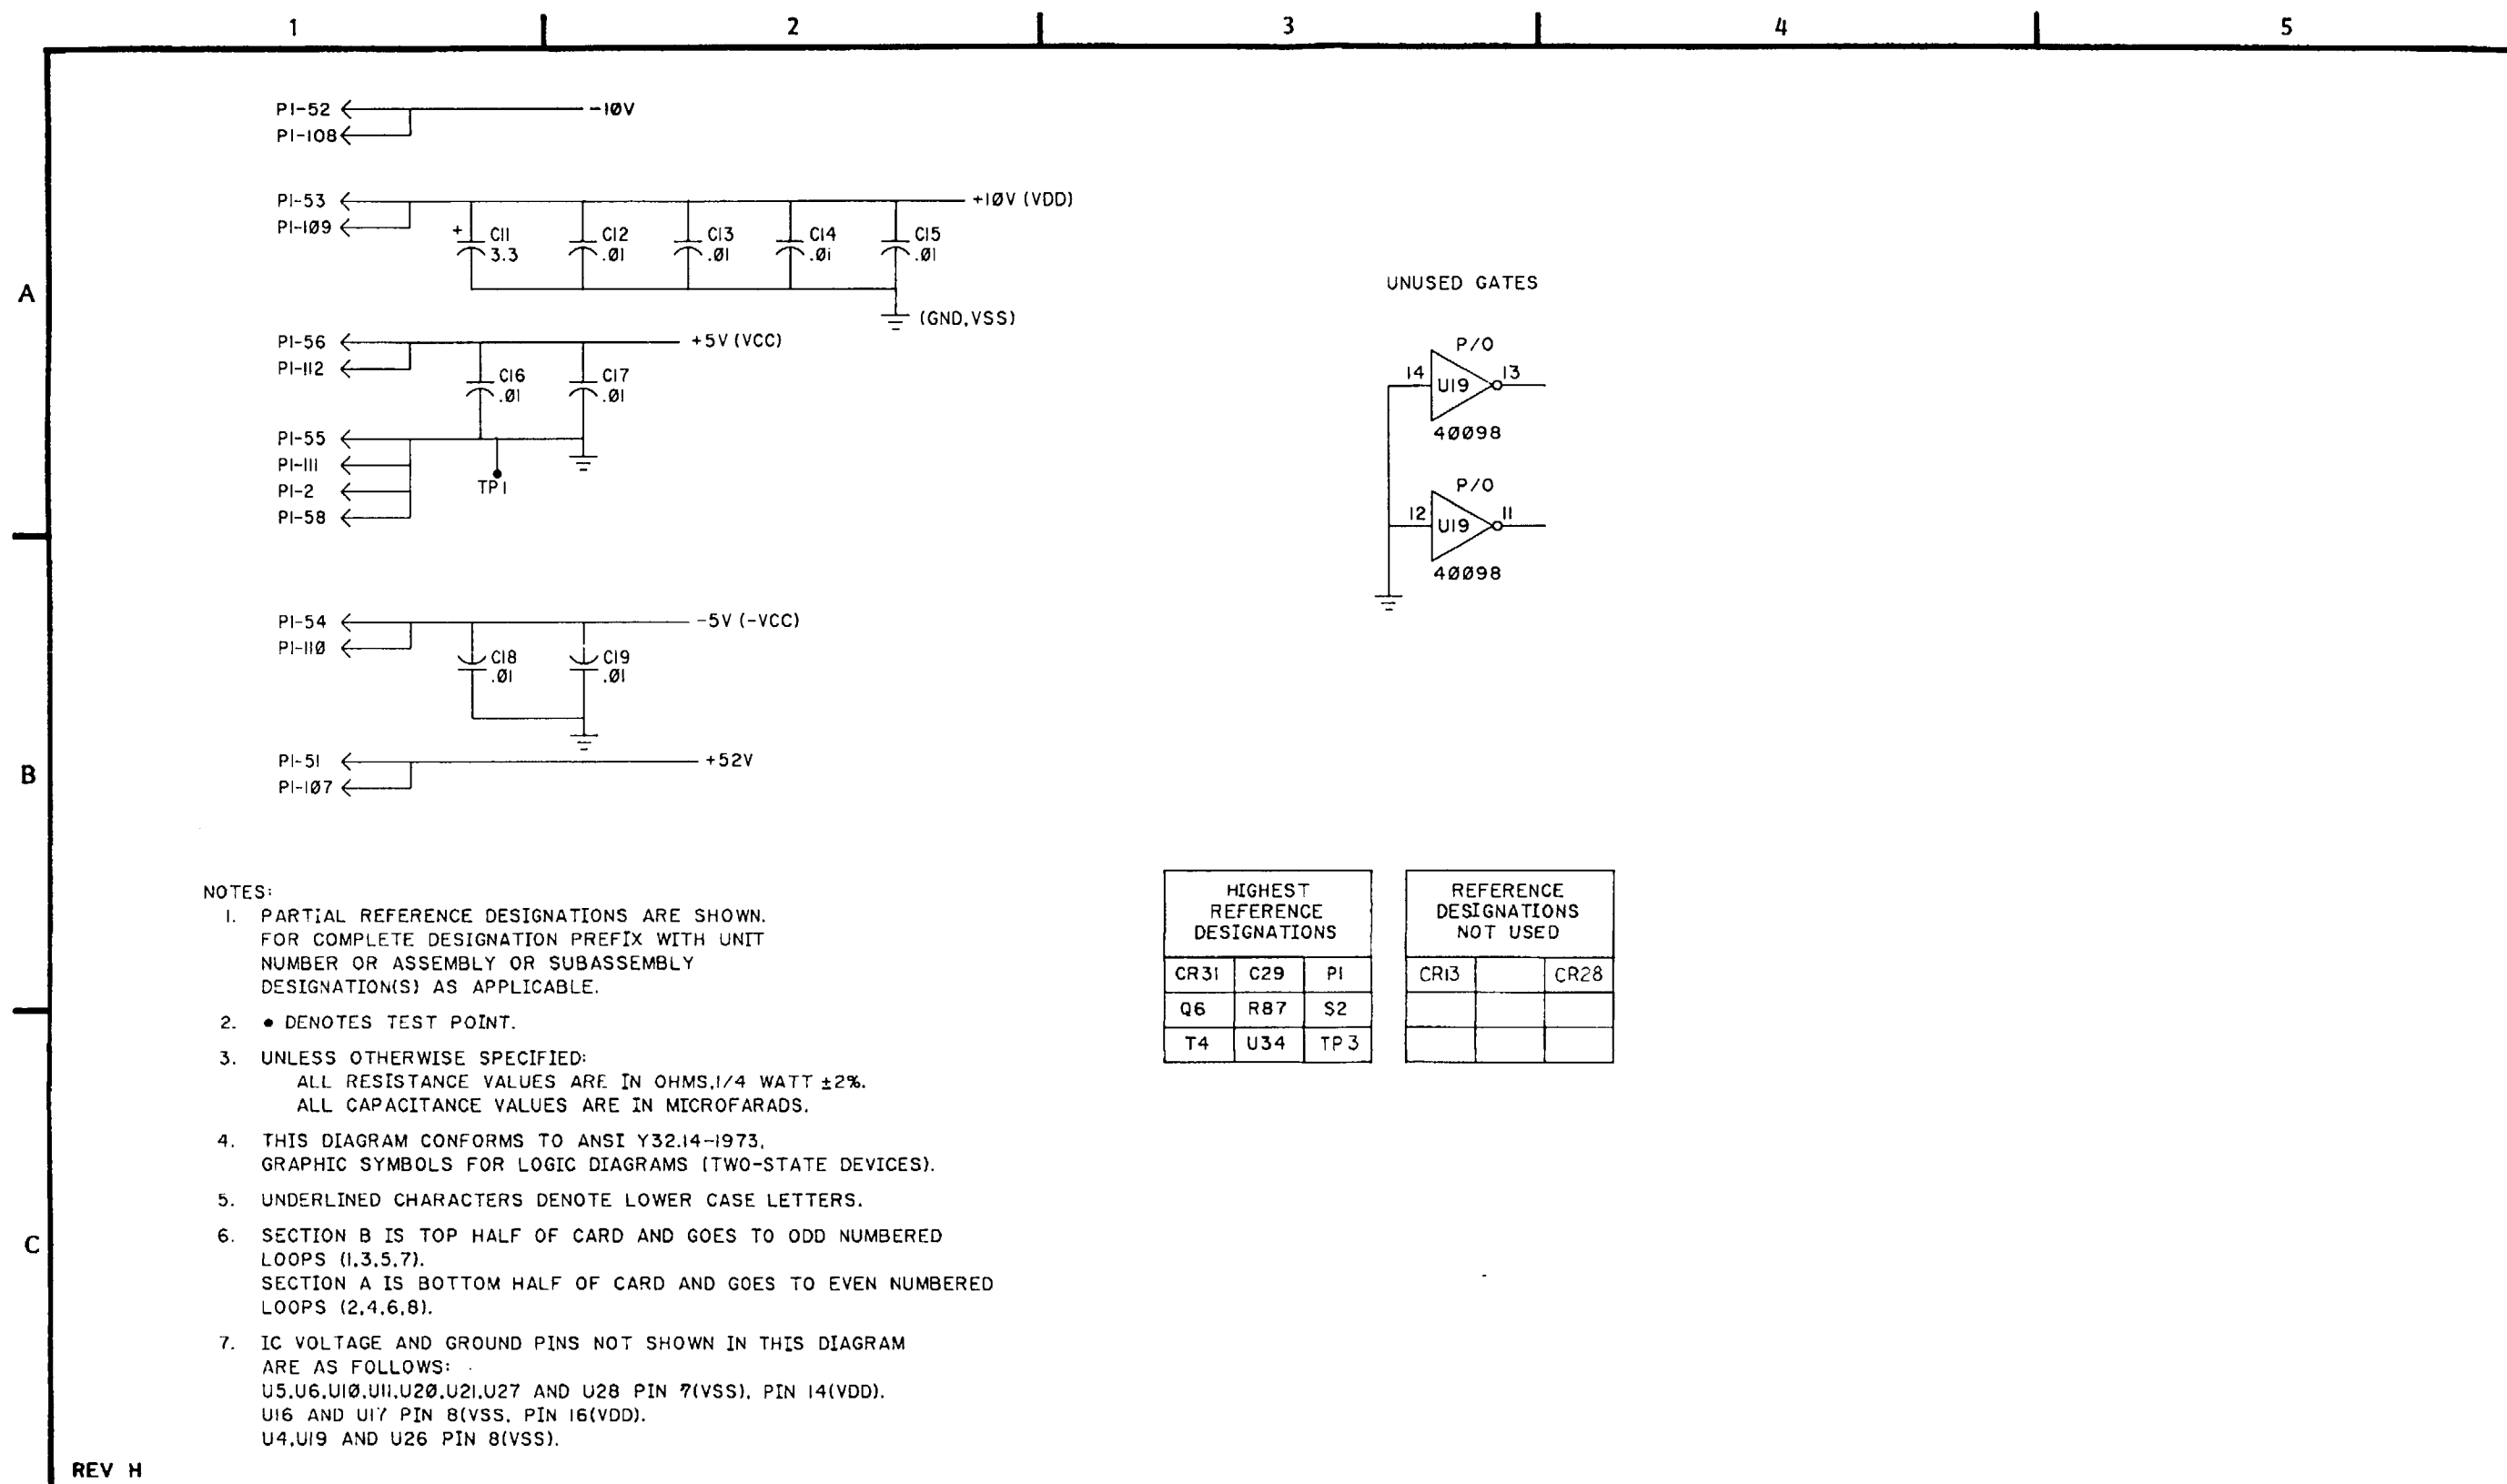 1 2 3 4 5
P1-52 -10V
P1-108
P1-53 +10V (VDD)
P1-109
+ C11 C12 C13 C14 C15
3.3 .01 .01 .01 .01
(GND,VSS)
P1-56 +5V (VCC)
P1-112
C16 C17
.01 .01
P1-55
P1-111
P1-2
TP1
P1-58
A
UNUSED GATES
P/O
14 U19 13
40098
P/O
12 U19 11
40098
P1-54 -5V (-VCC)
P1-110
C18 C19
.01 .01
P1-51 +52V
P1-107
B
NOTES:
1. PARTIAL REFERENCE DESIGNATIONS ARE SHOWN.
FOR COMPLETE DESIGNATION PREFIX WITH UNIT
NUMBER OR ASSEMBLY OR SUBASSEMBLY
DESIGNATION(S) AS APPLICABLE.
2. ● DENOTES TEST POINT.
3. UNLESS OTHERWISE SPECIFIED:
ALL RESISTANCE VALUES ARE IN OHMS,1/4 WATT ±2%.
ALL CAPACITANCE VALUES ARE IN MICROFARADS.
4. THIS DIAGRAM CONFORMS TO ANSI Y32.14-1973,
GRAPHIC SYMBOLS FOR LOGIC DIAGRAMS (TWO-STATE DEVICES).
5. UNDERLINED CHARACTERS DENOTE LOWER CASE LETTERS.
6. SECTION B IS TOP HALF OF CARD AND GOES TO ODD NUMBERED
LOOPS (1,3,5,7).
SECTION A IS BOTTOM HALF OF CARD AND GOES TO EVEN NUMBERED
LOOPS (2,4,6,8).
7. IC VOLTAGE AND GROUND PINS NOT SHOWN IN THIS DIAGRAM
ARE AS FOLLOWS:
U5,U6,U10,U11,U20,U21,U27 AND U28 PIN 7(VSS), PIN 14(VDD).
U16 AND U17 PIN 8(VSS, PIN 16(VDD).
U4,U19 AND U26 PIN 8(VSS).
HIGHEST
REFERENCE
DESIGNATIONS
CR31 C29 P1
Q6 R87 S2
T4 U34 TP3
REFERENCE
DESIGNATIONS
NOT USED
CR13 CR28
C
REV H